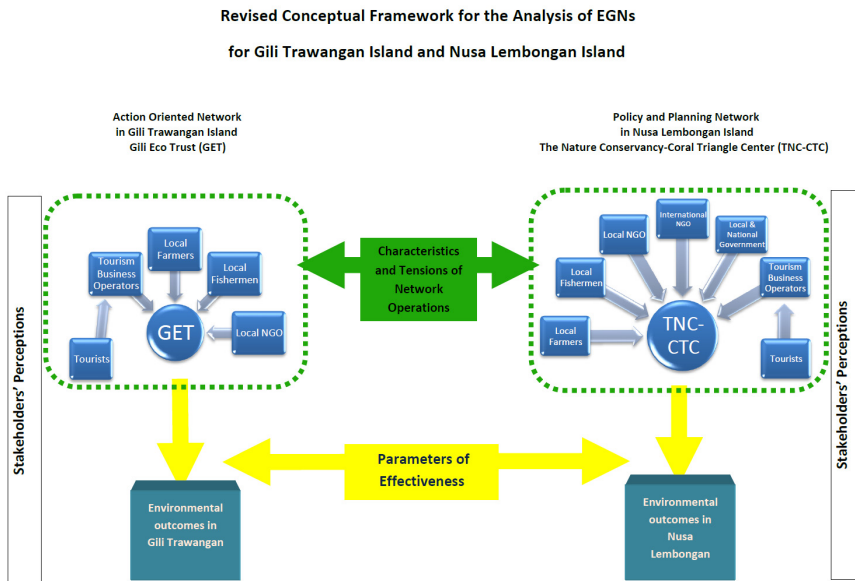 Revised Conceptual Framework for the Analysis of EGNs
for Gili Trawangan Island and Nusa Lembongan Island
Action Oriented Network
in Gili Trawangan Island
Gili Eco Trust (GET)
Policy and Planning Network
in Nusa Lembongan Island
The Nature Conservancy-Coral Triangle Center (TNC-CTC)
Stakeholders' Perceptions
Local
Farmers
Tourism
Business
Operators
Local
Fishermen
GET
Local NGO
Tourists
Characteristics
and Tensions of
Network
Operations
International
NGO
Local NGO
Local &
National
Government
Local
Fishermen
Tourism
Business
Operators
Local
Farmers
TNC-
CTC
Tourists
Stakeholders' Perceptions
Parameters of
Effectiveness
Environmental
outcomes in
Gili Trawangan
Environmental
outcomes in
Nusa
Lembongan